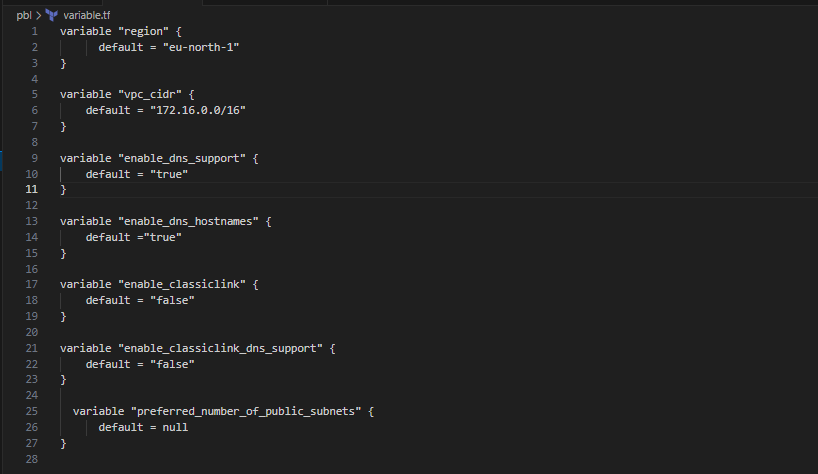 pbl > variable.tf
1 variable "region" {
2 default = "eu-north-1"
3 }
4
5 variable "vpc_cidr" {
6 default = "172.16.0.0/16"
7 }
8
9 variable "enable_dns_support" {
10 default = "true"
11 }
12
13 variable "enable_dns_hostnames" {
14 default ="true"
15 }
16
17 variable "enable_classiclink" {
18 default = "false"
19 }
20
21 variable "enable_classiclink_dns_support" {
22 default = "false"
23 }
24
25 variable "preferred_number_of_public_subnets" {
26 default = null
27 }
28